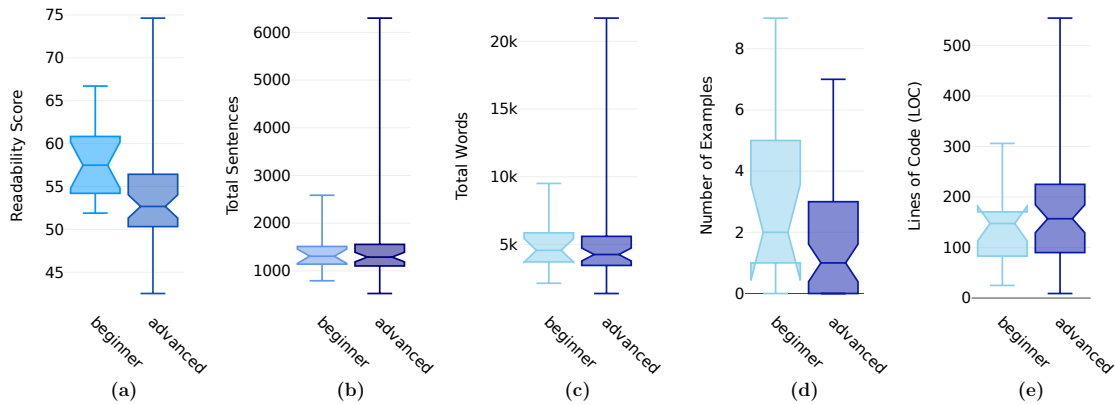 Readability Score
75
70
65
60
55
50
45
beginner
advanced
(a)
Total Sentences
6000
5000
4000
3000
2000
1000
beginner
advanced
(b)
Total Words
20k
15k
10k
5k
beginner
advanced
(c)
Number of Examples
8
6
4
2
0
beginner
advanced
(d)
Lines of Code (LOC)
500
400
300
200
100
0
beginner
advanced
(e)